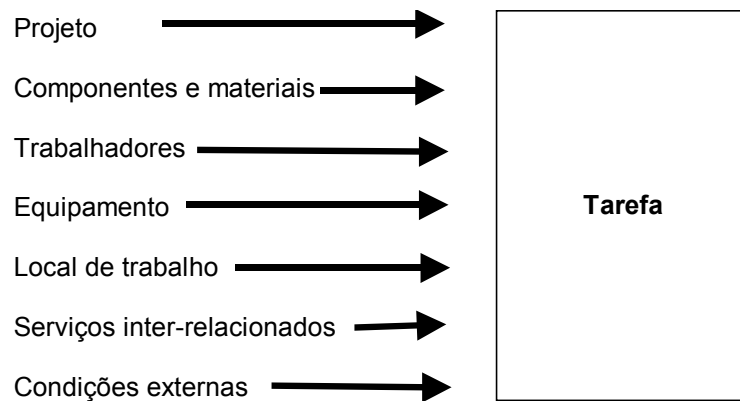 Projeto
Componentes e materiais
Trabalhadores
Equipamento
Tarefa
Local de trabalho
Serviços inter-relacionados
Condições externas